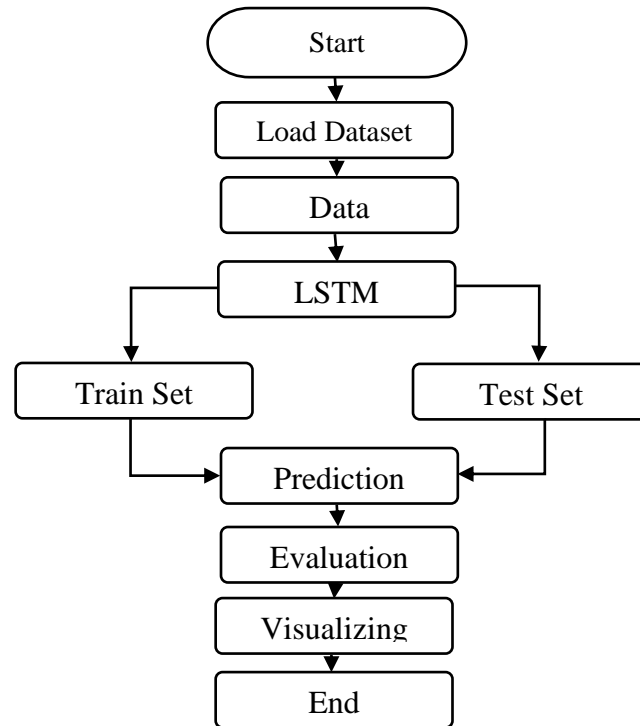 Start
Load Dataset
Data
LSTM
Train Set
Test Set
Prediction
Evaluation
Visualizing
End